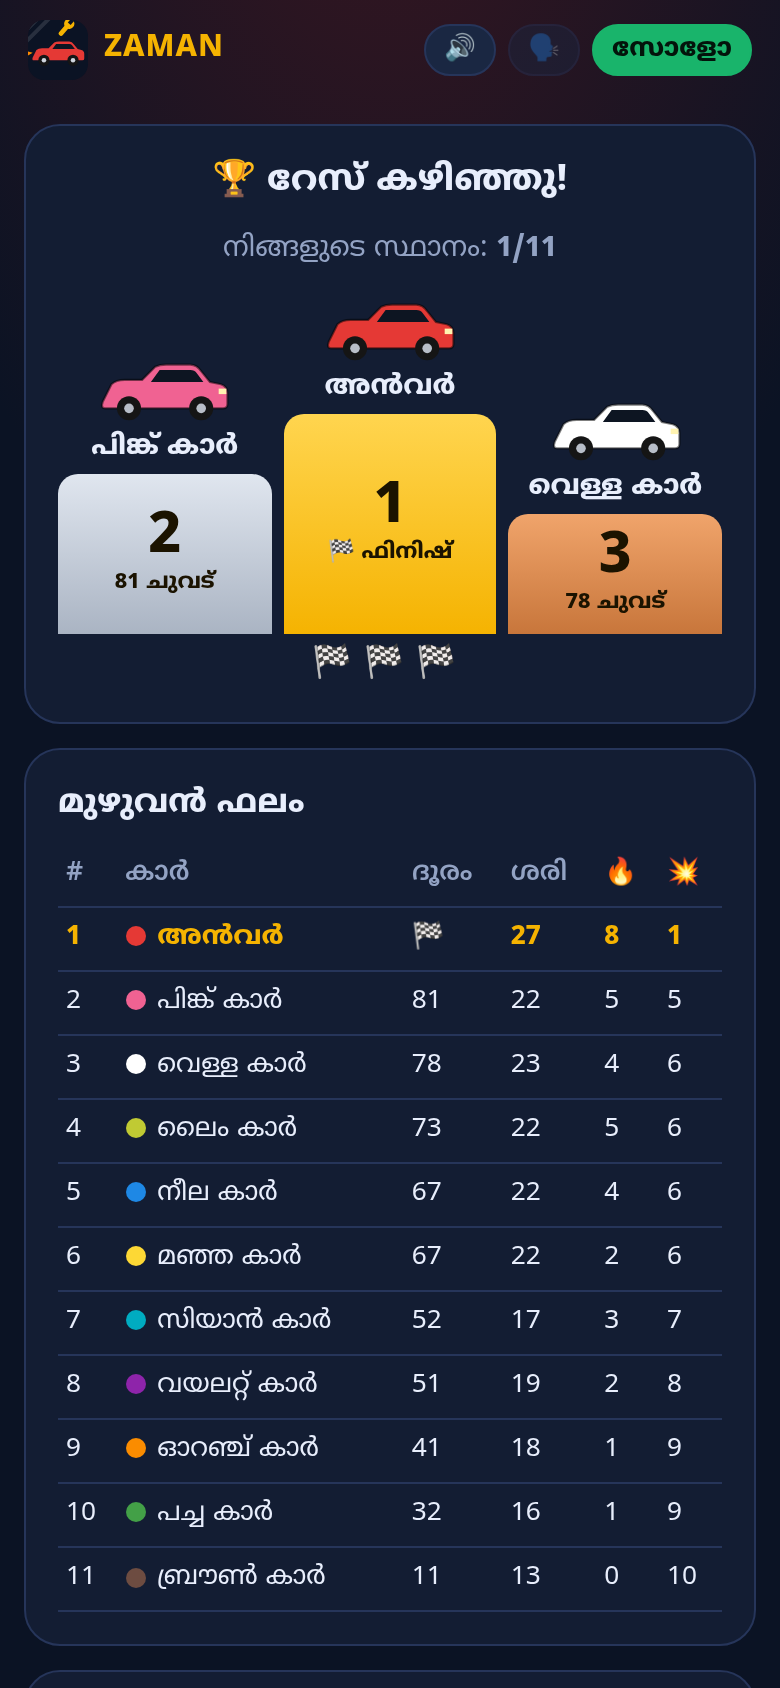 ZAMAN
സോളോ
റേസ് കഴിഞ്ഞു!
നിങ്ങളുടെ സ്ഥാനം: 1/11
അൻവർ
പിങ്ക് കാർ
വെള്ള കാർ
1
ഫിനിഷ്
2
81 ചുവട്
3
78 ചുവട്
മുഴുവൻ ഫലം
# കാർ ദൂരം ശരി
1 അൻവർ 27 8 1
2 പിങ്ക് കാർ 81 22 5 5
3 വെള്ള കാർ 78 23 4 6
4 ലൈം കാർ 73 22 5 6
5 നീല കാർ 67 22 4 6
6 മഞ്ഞ കാർ 67 22 2 6
7 സിയാൻ കാർ 52 17 3 7
8 വയലറ്റ് കാർ 51 19 2 8
9 ഓറഞ്ച് കാർ 41 18 1 9
10 പച്ച കാർ 32 16 1 9
11 ബ്രൗൺ കാർ 11 13 0 10